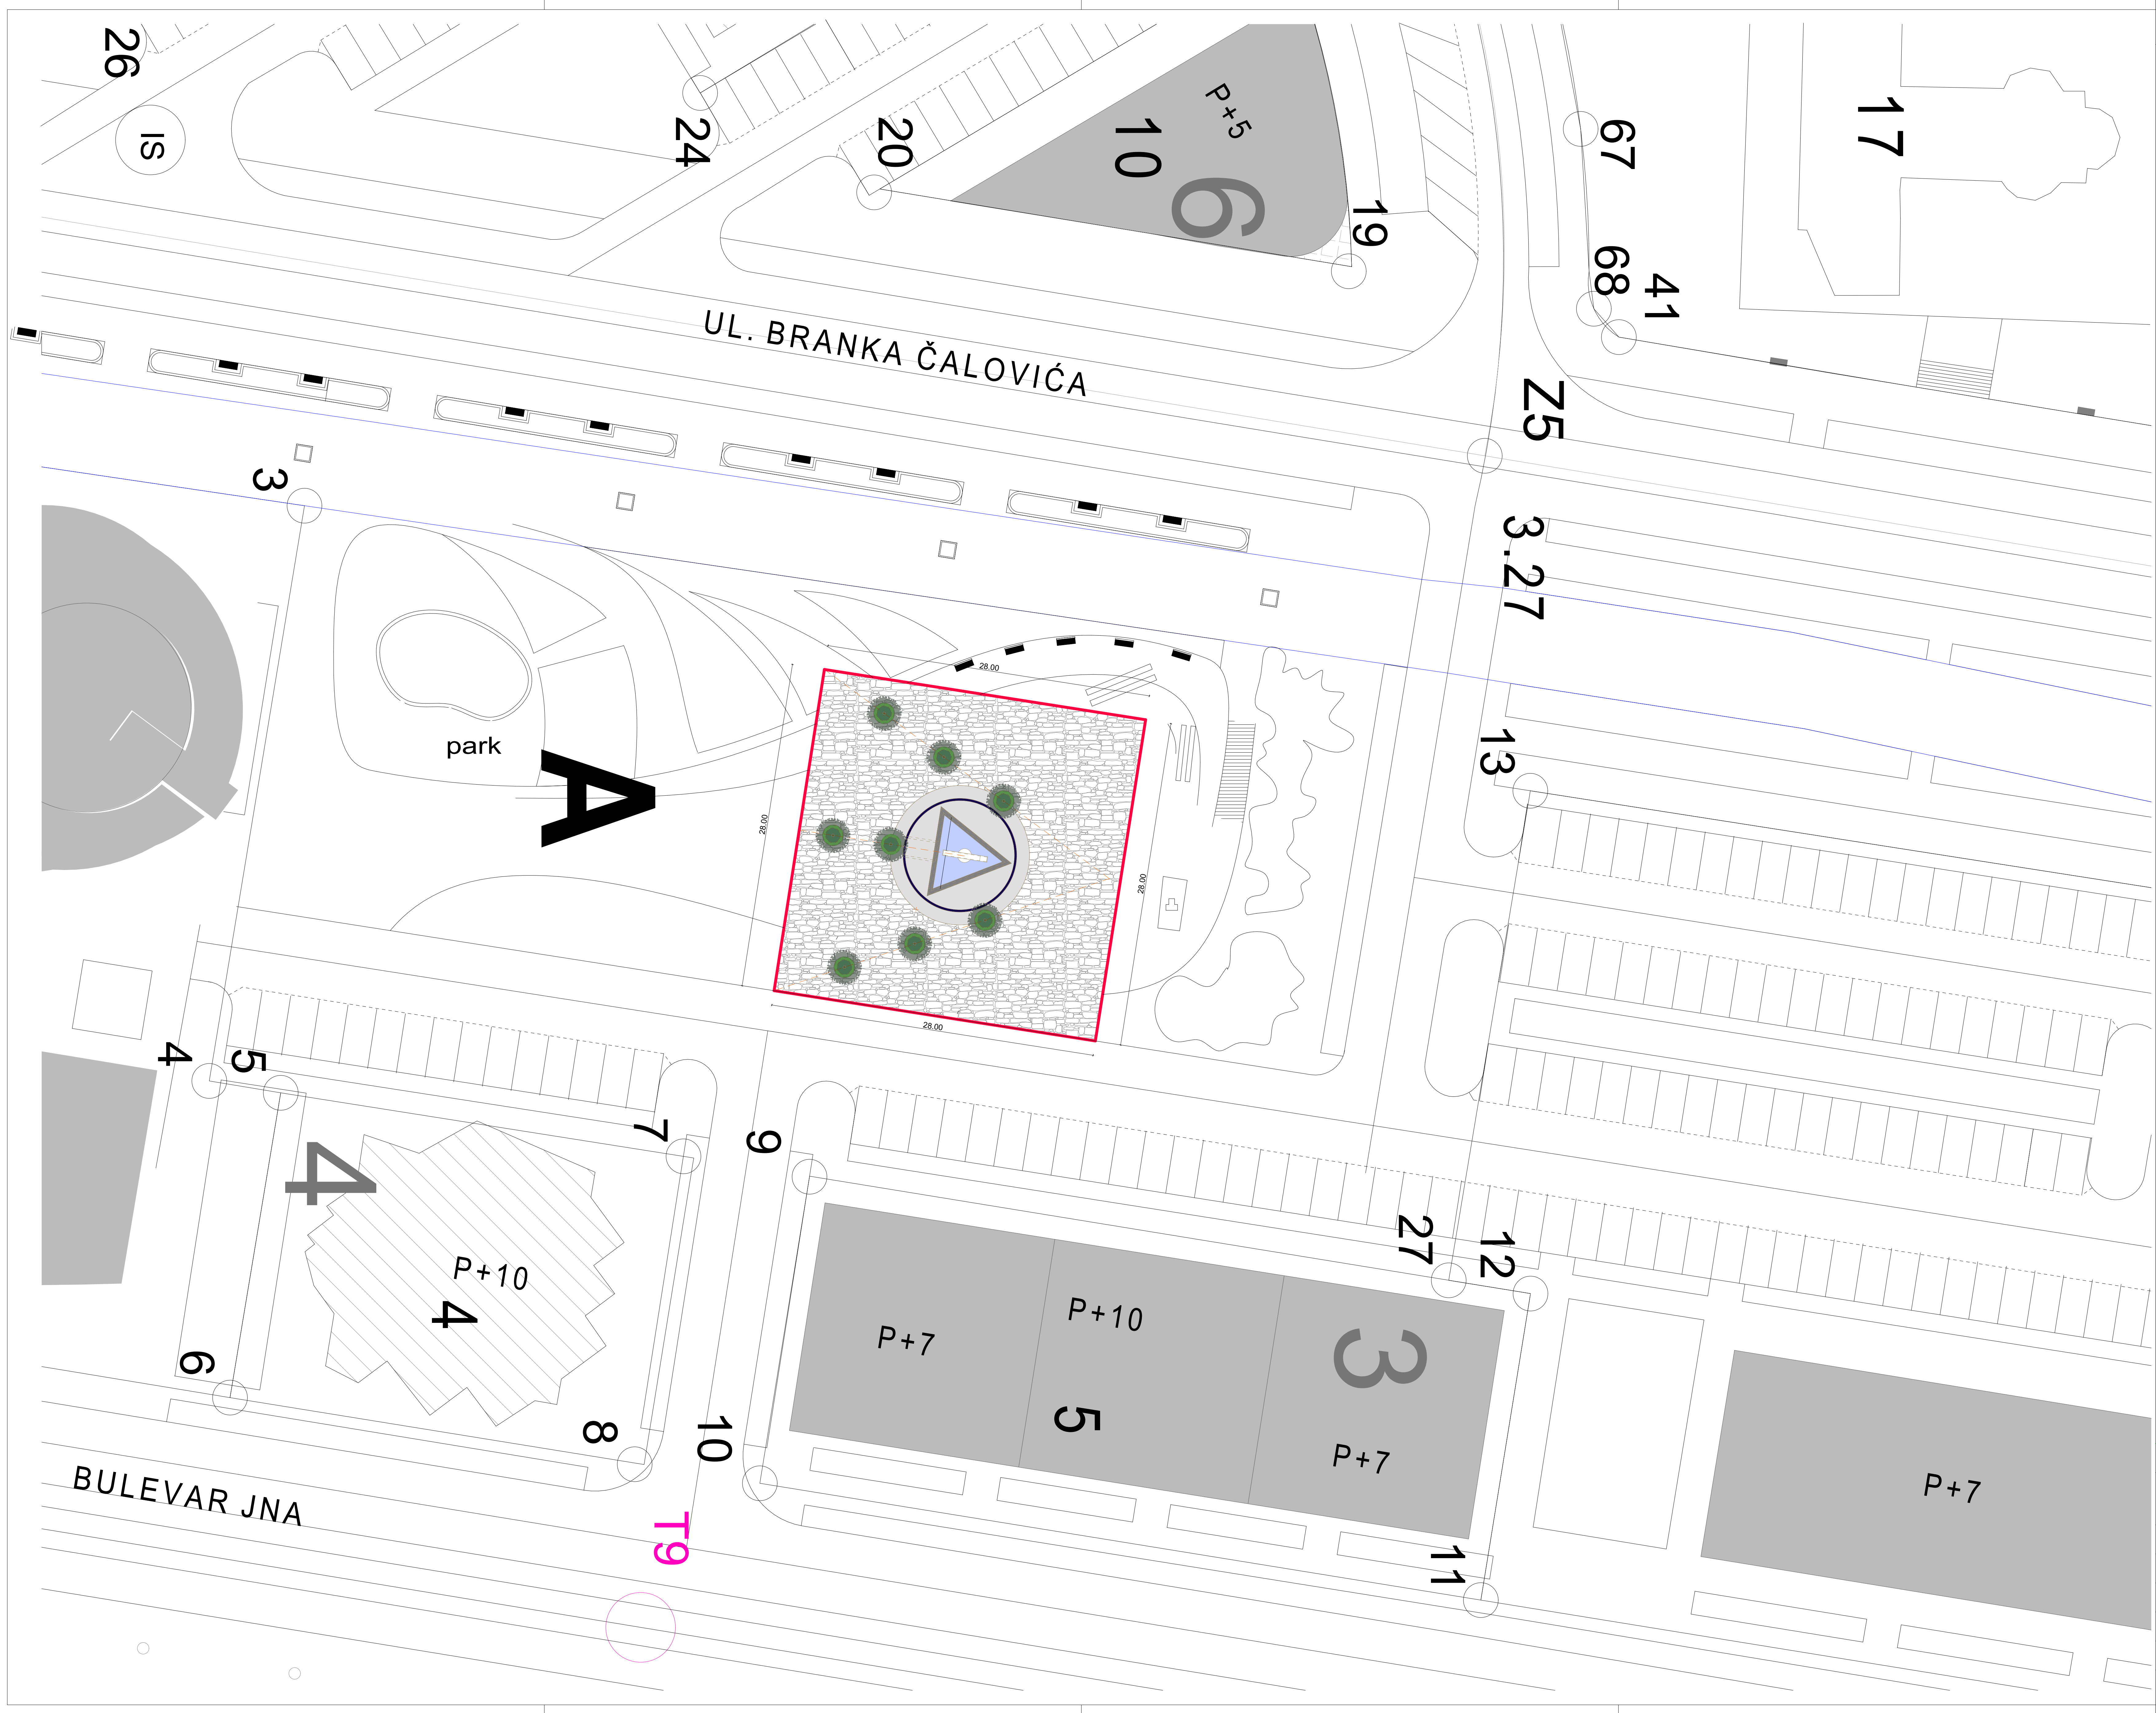 26
IS
24
20
10
P+5
6
19
67
17
68
41
UL. BRANKA ČALOVIĆA
Z5
3
3.27
28.00
park
A
13
28.00
28.00
28.00
4
5
7
9
4
P+10
4
27
12
P+10
P+7
3
6
5
8
10
P+7
P+7
BULEVAR JNA
T9
11